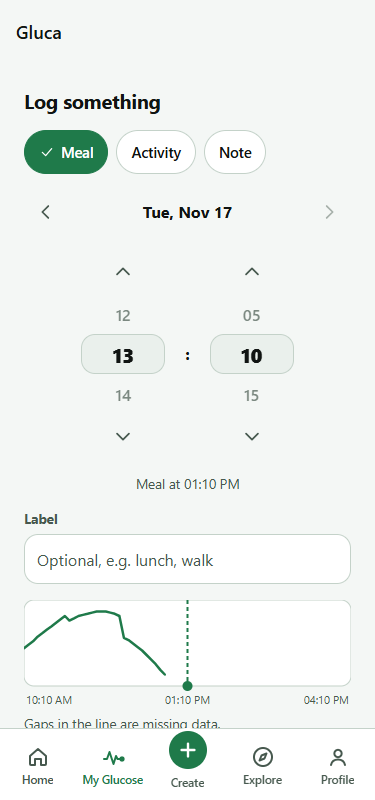 Gluca
Log something
Meal Activity Note
Tue, Nov 17
12 05
13 : 10
14 15
Meal at 01:10 PM
Label
Optional, e.g. lunch, walk
10:10 AM 01:10 PM 04:10 PM
Gaps in the line are missing data.
Home My Glucose Create Explore Profile